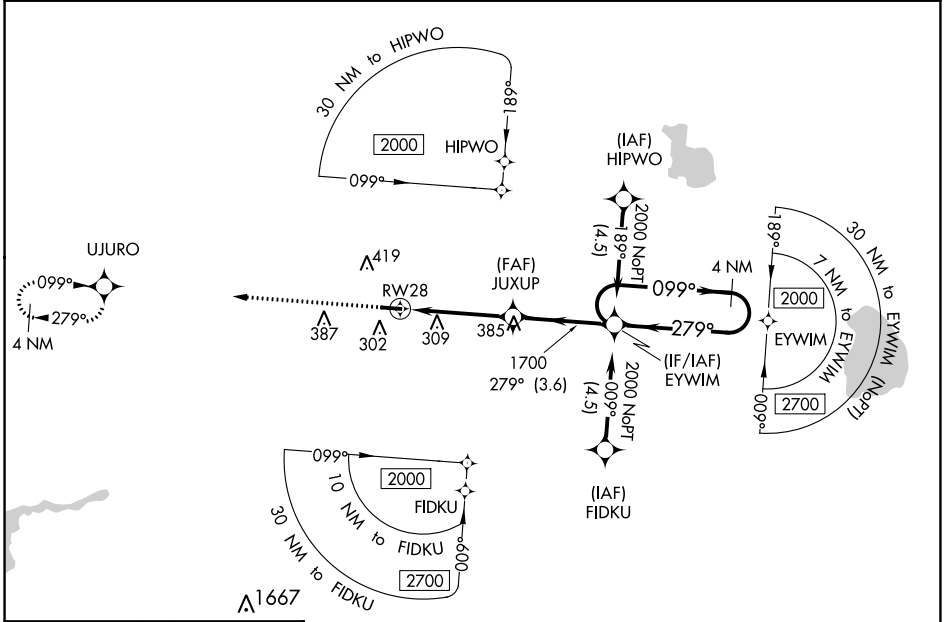 30 NM to HIPWO
189°
2000
HIPWO
099°
(IAF)
HIPWO
2000 NoPT
189°
(4.5)
UJURO
099°
279°
4 NM
419
RW28
387
302
309
(FAF)
JUXUP
385
1700
279° (3.6)
4 NM
099°
279°
(IF/IAF)
EYWIM
2000 NoPT
009°
(4.5)
(IAF)
FIDKU
30 NM to EYWIM (NoPT)
7 NM to EYWIM
189°
2000
EYWIM
2700
009°
099°
2000
FIDKU
10 NM to FIDKU
30 NM to FIDKU
009°
2700
1667